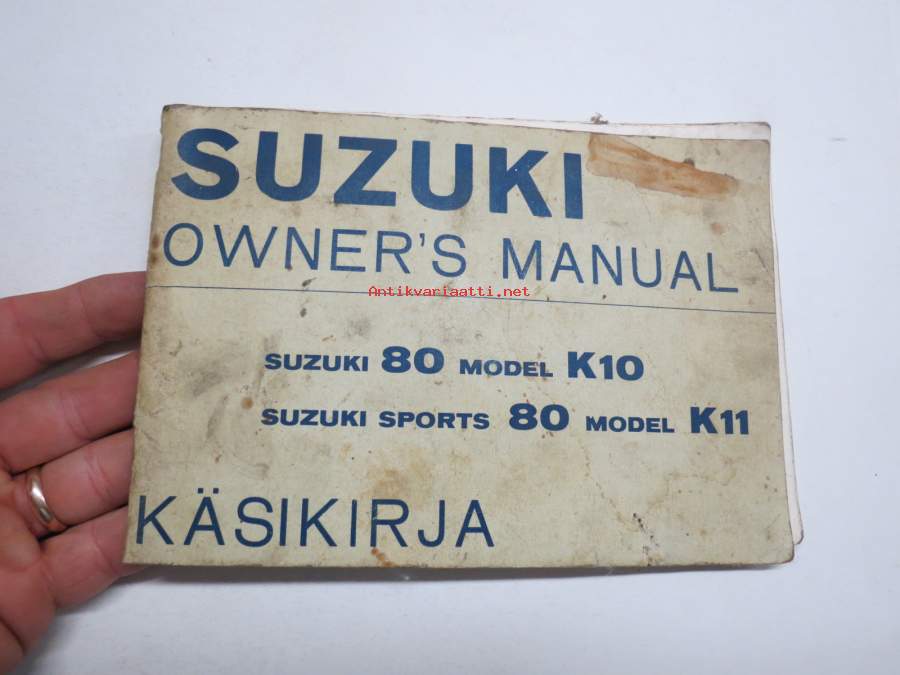 SUZUKI
OWNER'S MANUAL
Antikvariaatti.net
SUZUKI 80 MODEL K10
SUZUKI SPORTS 80 MODEL K11
KÄSIKIRJA